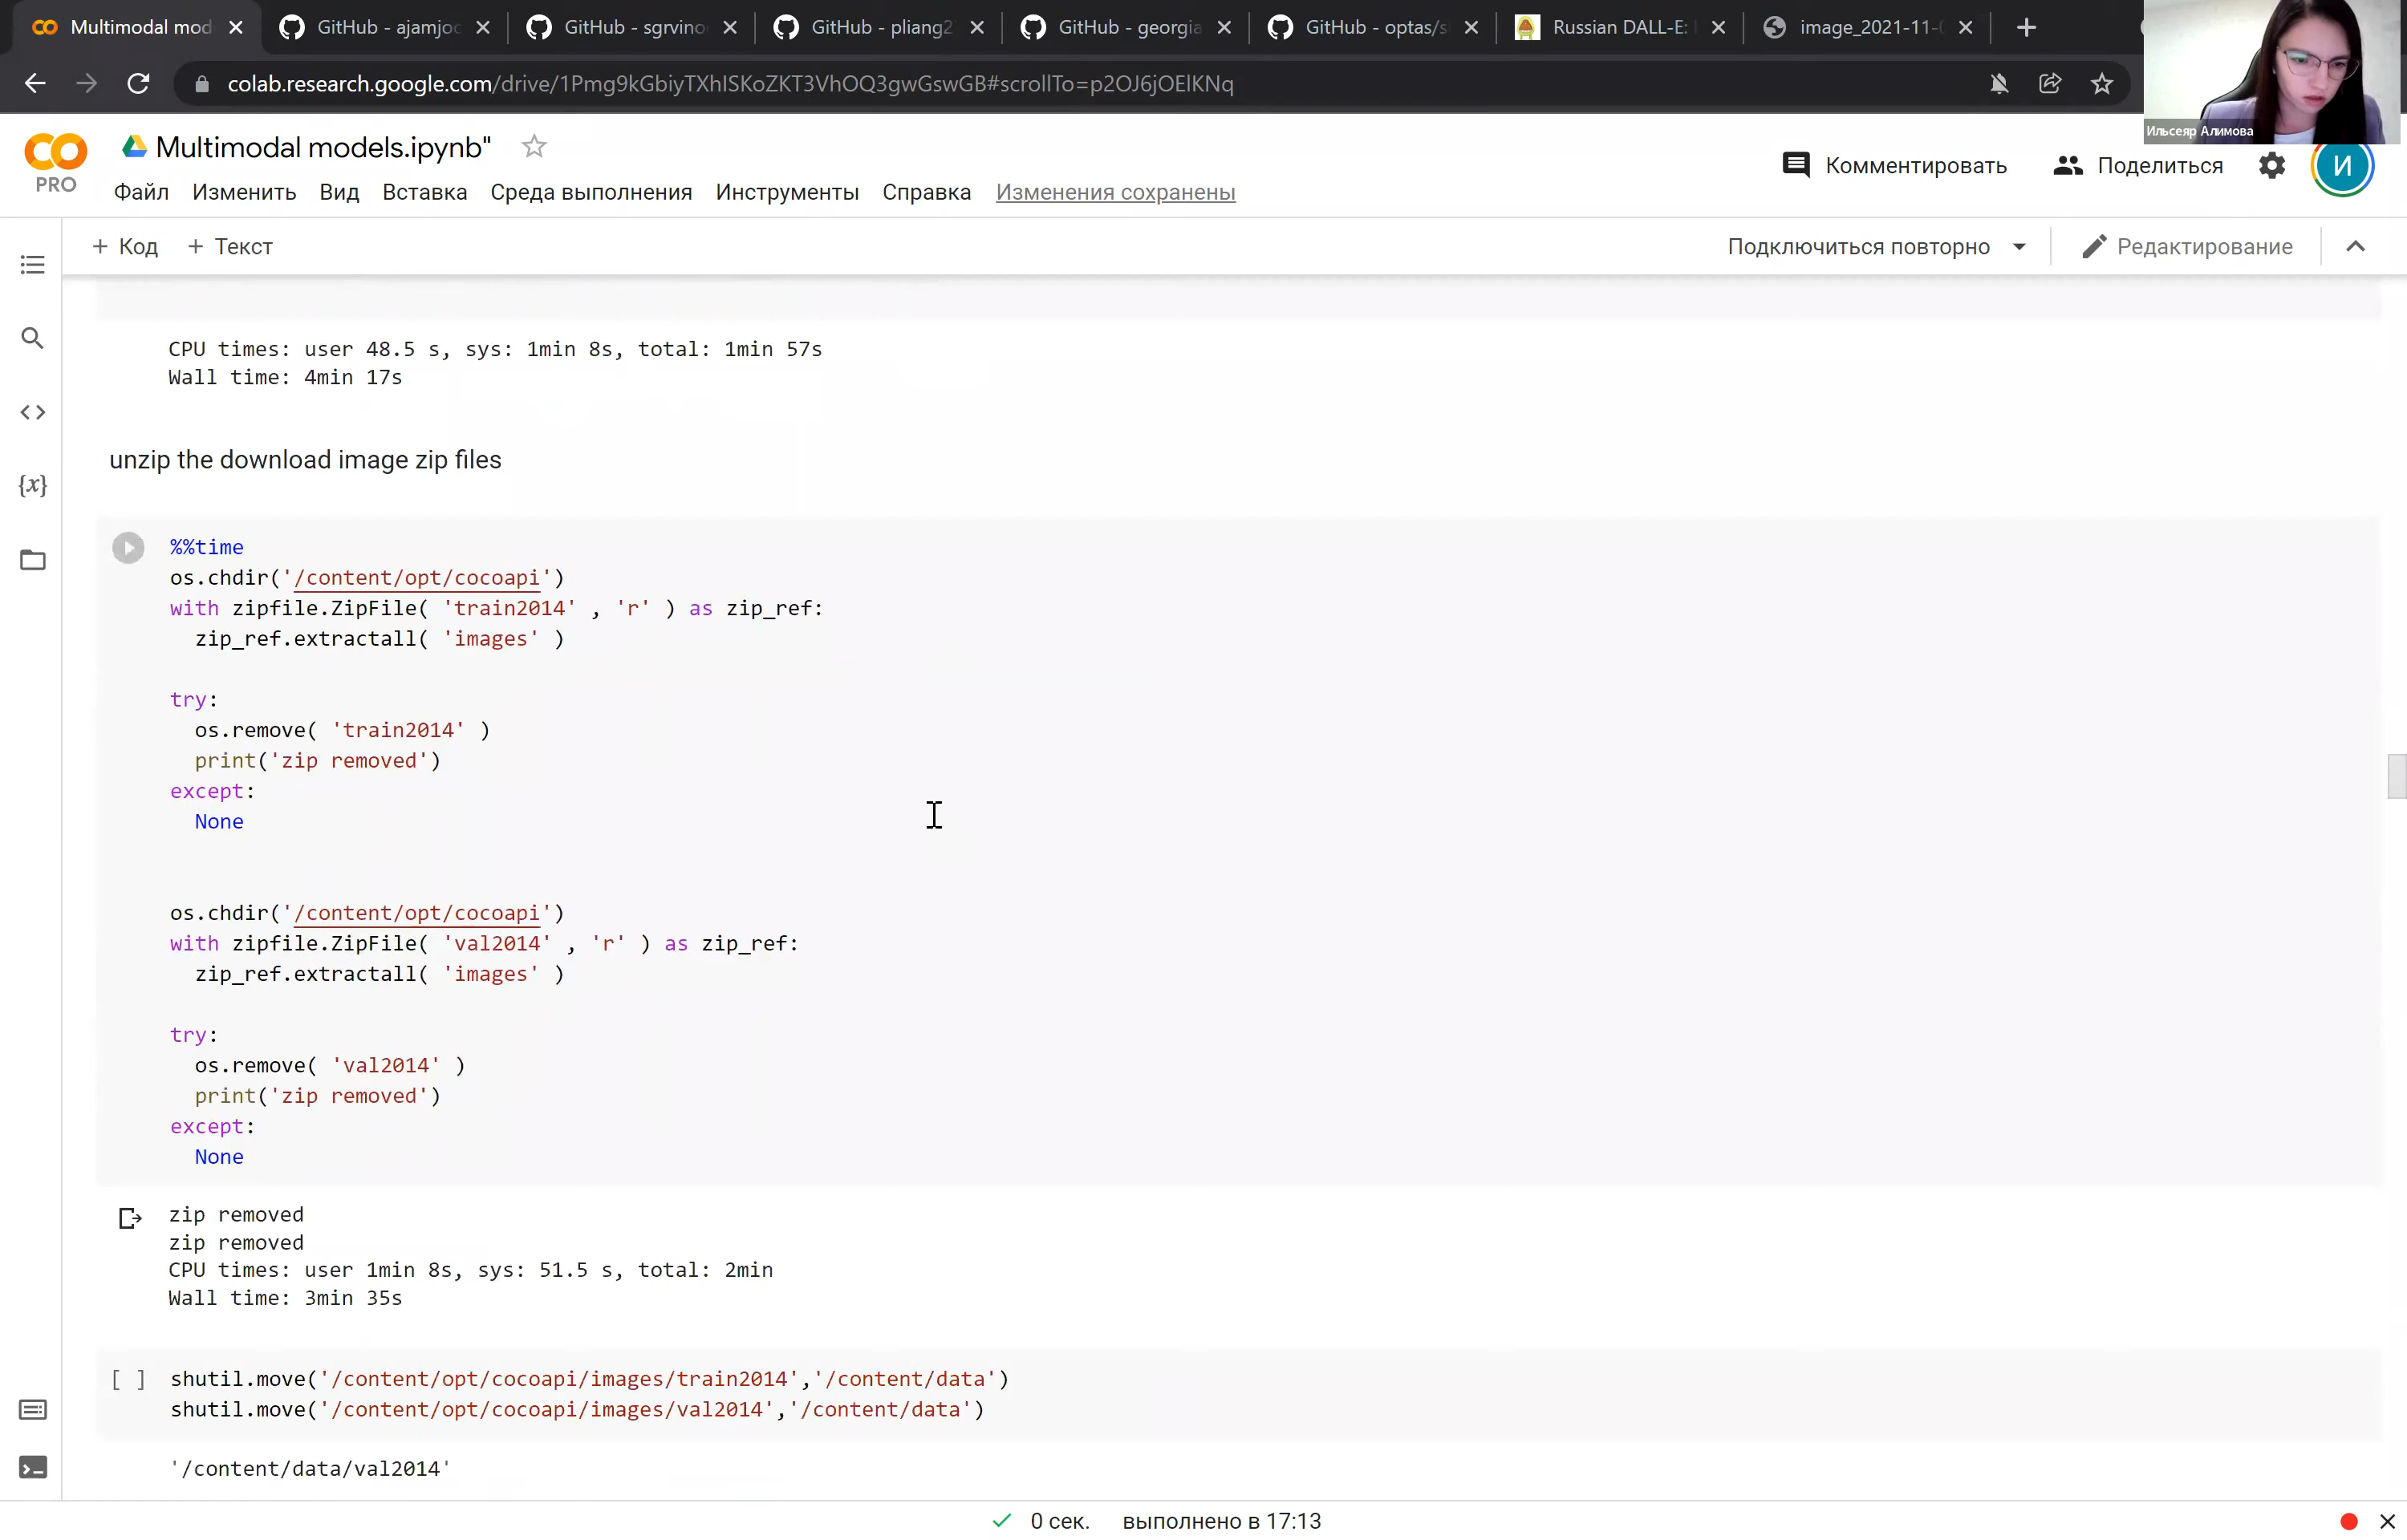 Multimodal mod
GitHub - ajamjoc
GitHub - sgrvino
GitHub - pliang2
GitHub - georgia
GitHub - optas/s
Russian DALL-E:
image_2021-11-0
colab.research.google.com/drive/1Pmg9kGbiyTXhISKoZKT3VhOQ3gwGswGB#scrollTo=p2OJ6jOElKNq
Ильсеяр Алимова
PRO
Multimodal models.ipynb"
Файл Изменить Вид Вставка Среда выполнения Инструменты Справка Изменения сохранены
Комментировать
Поделиться
И
+ Код + Текст
Подключиться повторно
Редактирование
CPU times: user 48.5 s, sys: 1min 8s, total: 1min 57s
Wall time: 4min 17s
unzip the download image zip files
%%time
os.chdir('/content/opt/cocoapi')
with zipfile.ZipFile( 'train2014' , 'r' ) as zip_ref:
  zip_ref.extractall( 'images' )
try:
  os.remove( 'train2014' )
  print('zip removed')
except:
  None
os.chdir('/content/opt/cocoapi')
with zipfile.ZipFile( 'val2014' , 'r' ) as zip_ref:
  zip_ref.extractall( 'images' )
try:
  os.remove( 'val2014' )
  print('zip removed')
except:
  None
zip removed
zip removed
CPU times: user 1min 8s, sys: 51.5 s, total: 2min
Wall time: 3min 35s
[ ] shutil.move('/content/opt/cocoapi/images/train2014','/content/data')
shutil.move('/content/opt/cocoapi/images/val2014','/content/data')
'/content/data/val2014'
0 сек. выполнено в 17:13